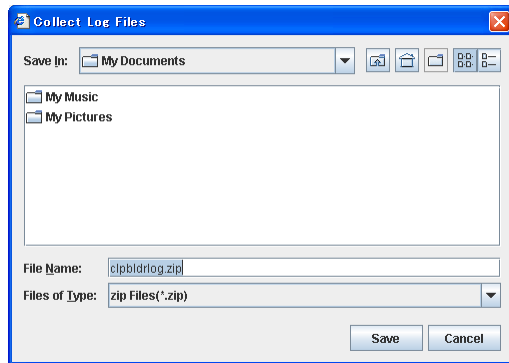 Collect Log Files
Save In: My Documents
My Music
My Pictures
File Name: clpbldrlog.zip
Files of Type: zip Files(*.zip)
Save Cancel